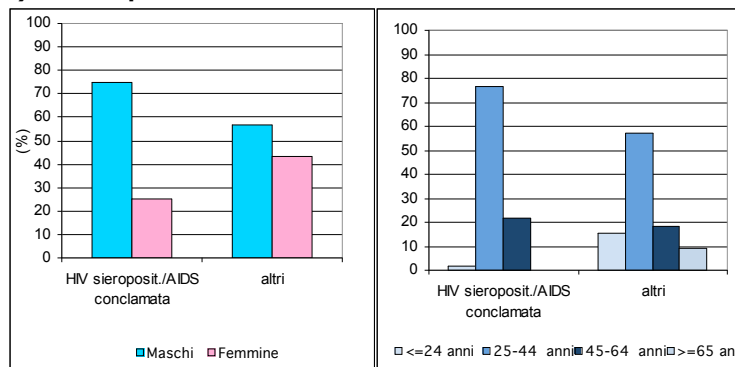 100
90
80
70
60
50
40
30
20
10
0
(%)
HIV sieroposit./AIDS
conclamata
altri
Maschi Femmine
100
90
80
70
60
50
40
30
20
10
0
HIV sieroposit./AIDS
conclamata
altri
<=24 anni 25-44 anni 45-64 anni >=65 an